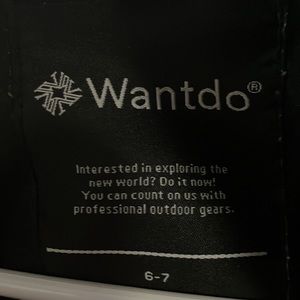 Wantdo®
Interested in exploring the
new world? Do it now!
You can count on us with
professional outdoor gears.
6-7